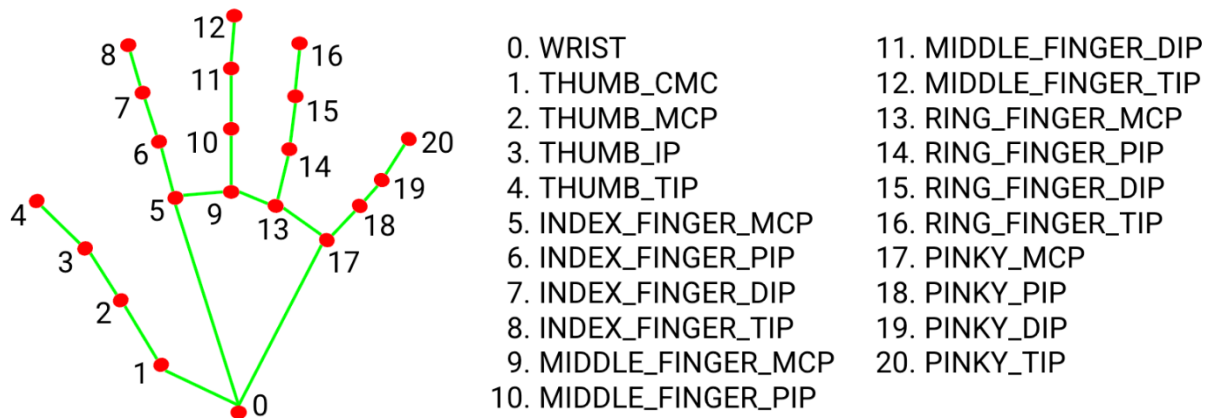 12
8
16
11
7
15
6
10
14
20
4
5
9
13
19
18
3
17
2
1
0
0. WRIST
1. THUMB_CMC
2. THUMB_MCP
3. THUMB_IP
4. THUMB_TIP
5. INDEX_FINGER_MCP
6. INDEX_FINGER_PIP
7. INDEX_FINGER_DIP
8. INDEX_FINGER_TIP
9. MIDDLE_FINGER_MCP
10. MIDDLE_FINGER_PIP
11. MIDDLE_FINGER_DIP
12. MIDDLE_FINGER_TIP
13. RING_FINGER_MCP
14. RING_FINGER_PIP
15. RING_FINGER_DIP
16. RING_FINGER_TIP
17. PINKY_MCP
18. PINKY_PIP
19. PINKY_DIP
20. PINKY_TIP